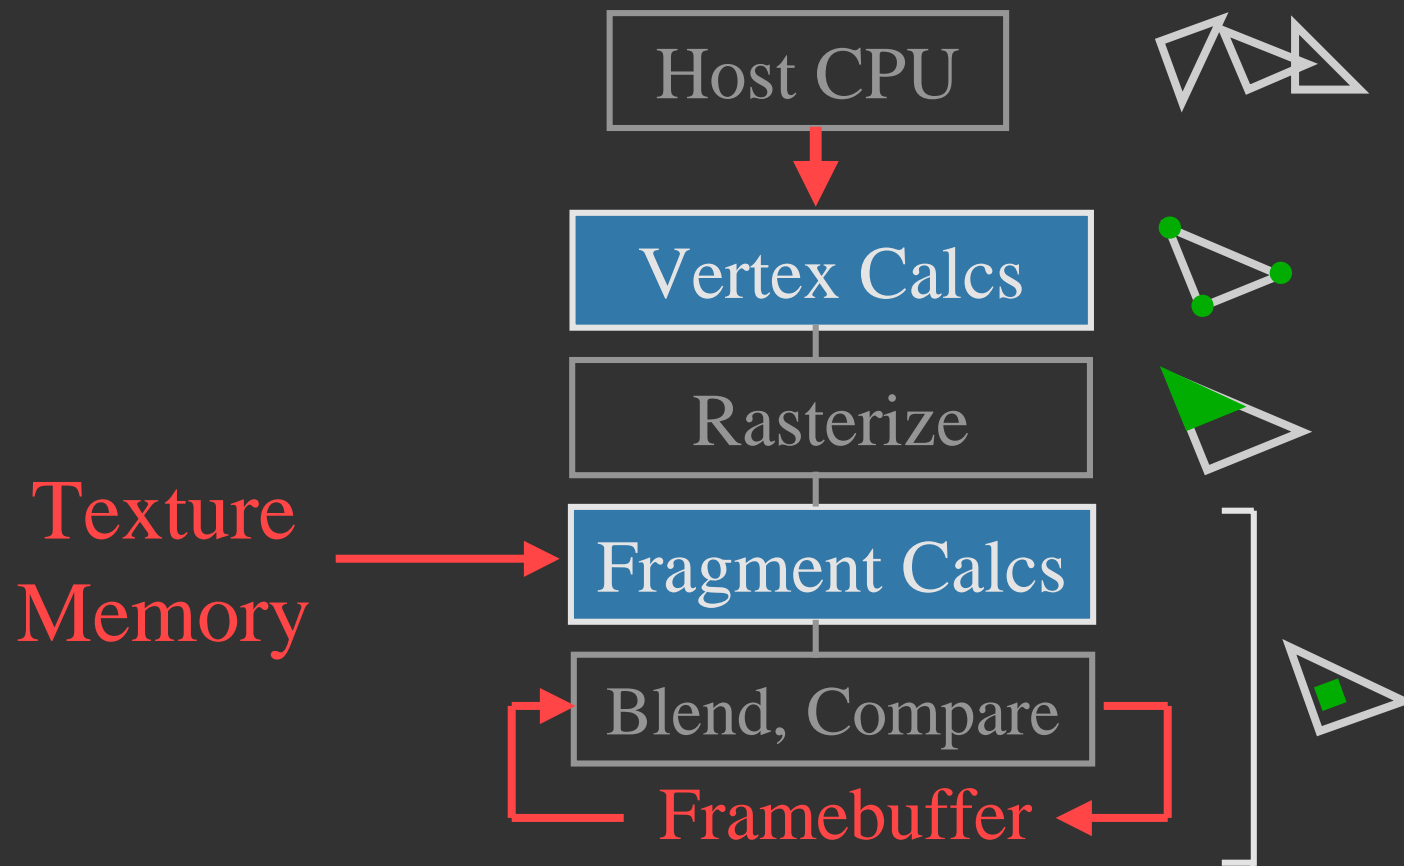 Host CPU
Vertex Calcs
Rasterize
Texture
Memory
Fragment Calcs
Blend, Compare
Framebuffer